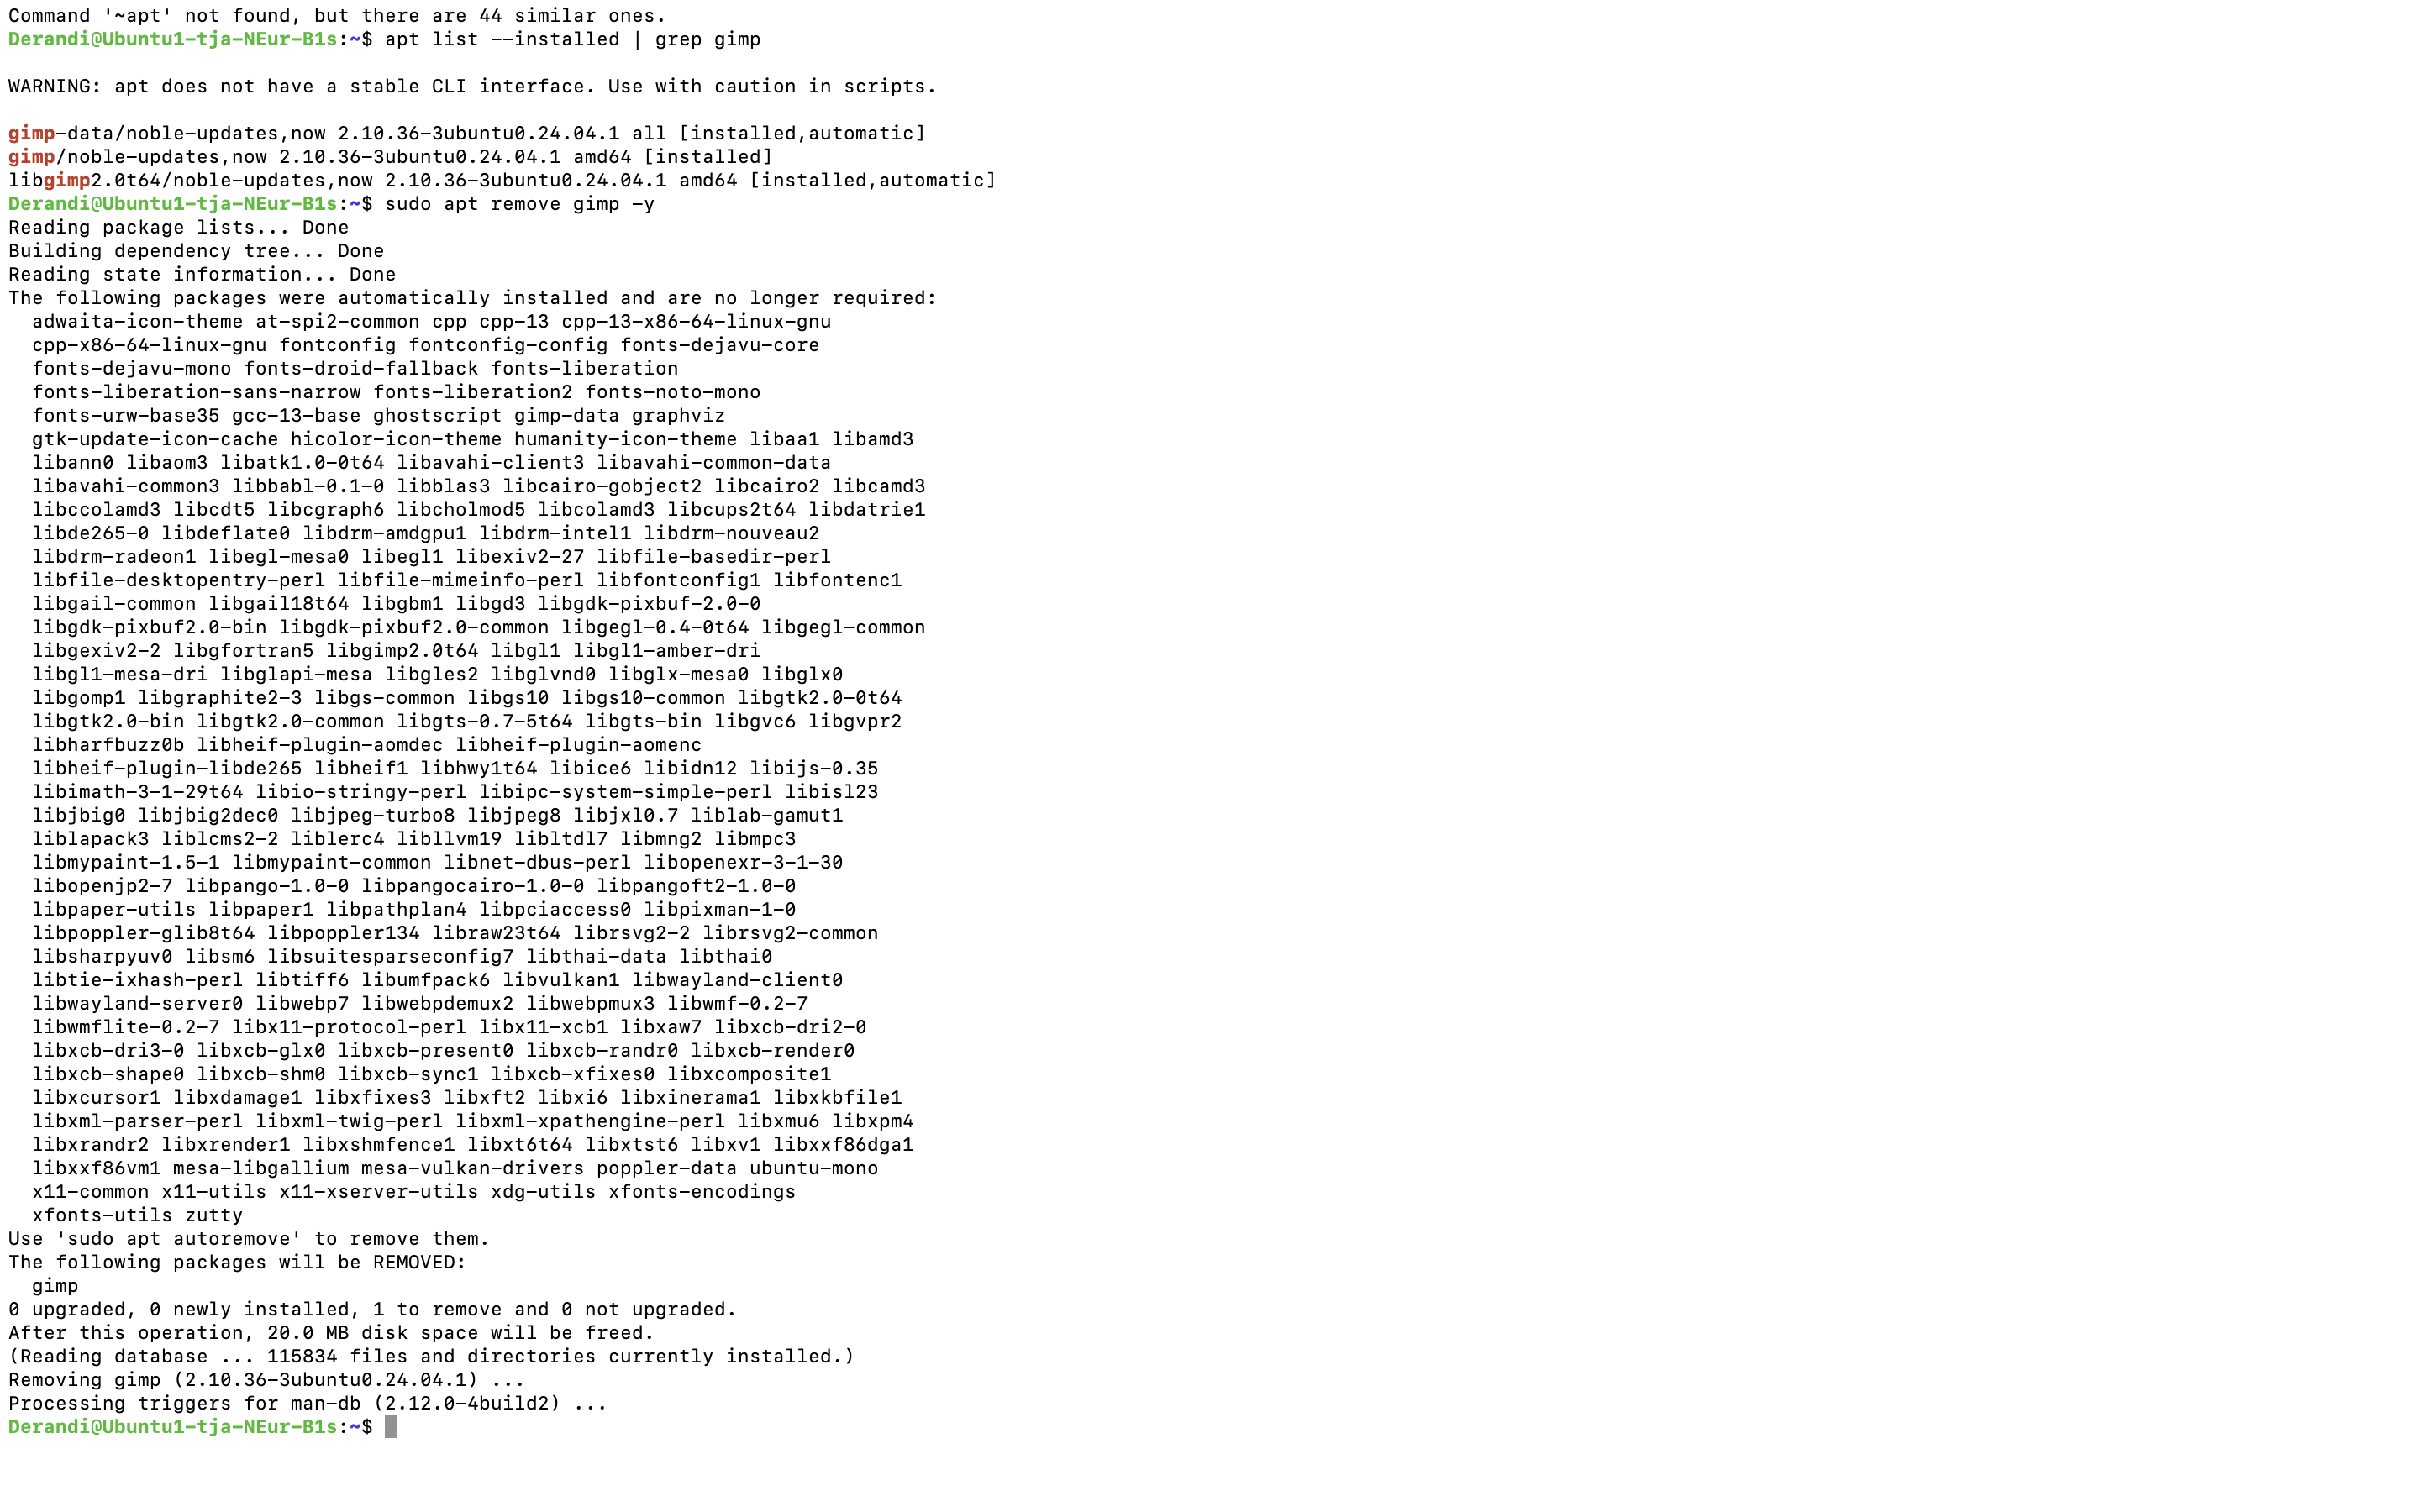 Command '~apt' not found, but there are 44 similar ones.
Derandi@Ubuntu1-tja-NEur-B1s:~$ apt list --installed | grep gimp
WARNING: apt does not have a stable CLI interface. Use with caution in scripts.
gimp-data/noble-updates,now 2.10.36-3ubuntu0.24.04.1 all [installed,automatic]
gimp/noble-updates,now 2.10.36-3ubuntu0.24.04.1 amd64 [installed]
libgimp2.0t64/noble-updates,now 2.10.36-3ubuntu0.24.04.1 amd64 [installed,automatic]
Derandi@Ubuntu1-tja-NEur-B1s:~$ sudo apt remove gimp -y
Reading package lists... Done
Building dependency tree... Done
Reading state information... Done
The following packages were automatically installed and are no longer required:
  adwaita-icon-theme at-spi2-common cpp cpp-13 cpp-13-x86-64-linux-gnu
  cpp-x86-64-linux-gnu fontconfig fontconfig-config fonts-dejavu-core
  fonts-dejavu-mono fonts-droid-fallback fonts-liberation
  fonts-liberation-sans-narrow fonts-liberation2 fonts-noto-mono
  fonts-urw-base35 gcc-13-base ghostscript gimp-data graphviz
  gtk-update-icon-cache hicolor-icon-theme humanity-icon-theme libaa1 libamd3
  libann0 libaom3 libatk1.0-0t64 libavahi-client3 libavahi-common-data
  libavahi-common3 libbabl-0.1-0 libblas3 libcairo-gobject2 libcairo2 libcamd3
  libccolamd3 libcdt5 libcgraph6 libcholmod5 libcolamd3 libcups2t64 libdatrie1
  libde265-0 libdeflate0 libdrm-amdgpu1 libdrm-intel1 libdrm-nouveau2
  libdrm-radeon1 libegl-mesa0 libegl1 libexiv2-27 libfile-basedir-perl
  libfile-desktopentry-perl libfile-mimeinfo-perl libfontconfig1 libfontenc1
  libgail-common libgail18t64 libgbm1 libgd3 libgdk-pixbuf-2.0-0
  libgdk-pixbuf2.0-bin libgdk-pixbuf2.0-common libgegl-0.4-0t64 libgegl-common
  libgexiv2-2 libgfortran5 libgimp2.0t64 libgl1 libgl1-amber-dri
  libgl1-mesa-dri libglapi-mesa libgles2 libglvnd0 libglx-mesa0 libglx0
  libgomp1 libgraphite2-3 libgs-common libgs10 libgs10-common libgtk2.0-0t64
  libgtk2.0-bin libgtk2.0-common libgts-0.7-5t64 libgts-bin libgvc6 libgvpr2
  libharfbuzz0b libheif-plugin-aomdec libheif-plugin-aomenc
  libheif-plugin-libde265 libheif1 libhwy1t64 libice6 libidn12 libijs-0.35
  libimath-3-1-29t64 libio-stringy-perl libipc-system-simple-perl libisl23
  libjbig0 libjbig2dec0 libjpeg-turbo8 libjpeg8 libjxl0.7 liblab-gamut1
  liblapack3 liblcms2-2 liblerc4 libllvm19 libltdl7 libmng2 libmpc3
  libmypaint-1.5-1 libmypaint-common libnet-dbus-perl libopenexr-3-1-30
  libopenjp2-7 libpango-1.0-0 libpangocairo-1.0-0 libpangoft2-1.0-0
  libpaper-utils libpaper1 libpathplan4 libpciaccess0 libpixman-1-0
  libpoppler-glib8t64 libpoppler134 libraw23t64 librsvg2-2 librsvg2-common
  libsharpyuv0 libsm6 libsuitesparseconfig7 libthai-data libthai0
  libtie-ixhash-perl libtiff6 libumfpack6 libvulkan1 libwayland-client0
  libwayland-server0 libwebp7 libwebpdemux2 libwebpmux3 libwmf-0.2-7
  libwmflite-0.2-7 libx11-protocol-perl libx11-xcb1 libxaw7 libxcb-dri2-0
  libxcb-dri3-0 libxcb-glx0 libxcb-present0 libxcb-randr0 libxcb-render0
  libxcb-shape0 libxcb-shm0 libxcb-sync1 libxcb-xfixes0 libxcomposite1
  libxcursor1 libxdamage1 libxfixes3 libxft2 libxi6 libxinerama1 libxkbfile1
  libxml-parser-perl libxml-twig-perl libxml-xpathengine-perl libxmu6 libxpm4
  libxrandr2 libxrender1 libxshmfence1 libxt6t64 libxtst6 libxv1 libxxf86dga1
  libxxf86vm1 mesa-libgallium mesa-vulkan-drivers poppler-data ubuntu-mono
  x11-common x11-utils x11-xserver-utils xdg-utils xfonts-encodings
  xfonts-utils zutty
Use 'sudo apt autoremove' to remove them.
The following packages will be REMOVED:
  gimp
0 upgraded, 0 newly installed, 1 to remove and 0 not upgraded.
After this operation, 20.0 MB disk space will be freed.
(Reading database ... 115834 files and directories currently installed.)
Removing gimp (2.10.36-3ubuntu0.24.04.1) ...
Processing triggers for man-db (2.12.0-4build2) ...
Derandi@Ubuntu1-tja-NEur-B1s:~$